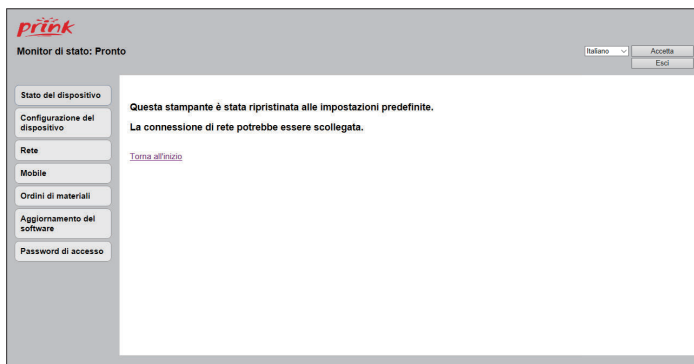 prink
Monitor di stato: Pronto
Italiano
Accetta
Esci
Stato del dispositivo
Configurazione del
dispositivo
Rete
Mobile
Ordini di materiali
Aggiornamento del
software
Password di accesso
Questa stampante è stata ripristinata alle impostazioni predefinite.
La connessione di rete potrebbe essere scollegata.
Torna all'inizio